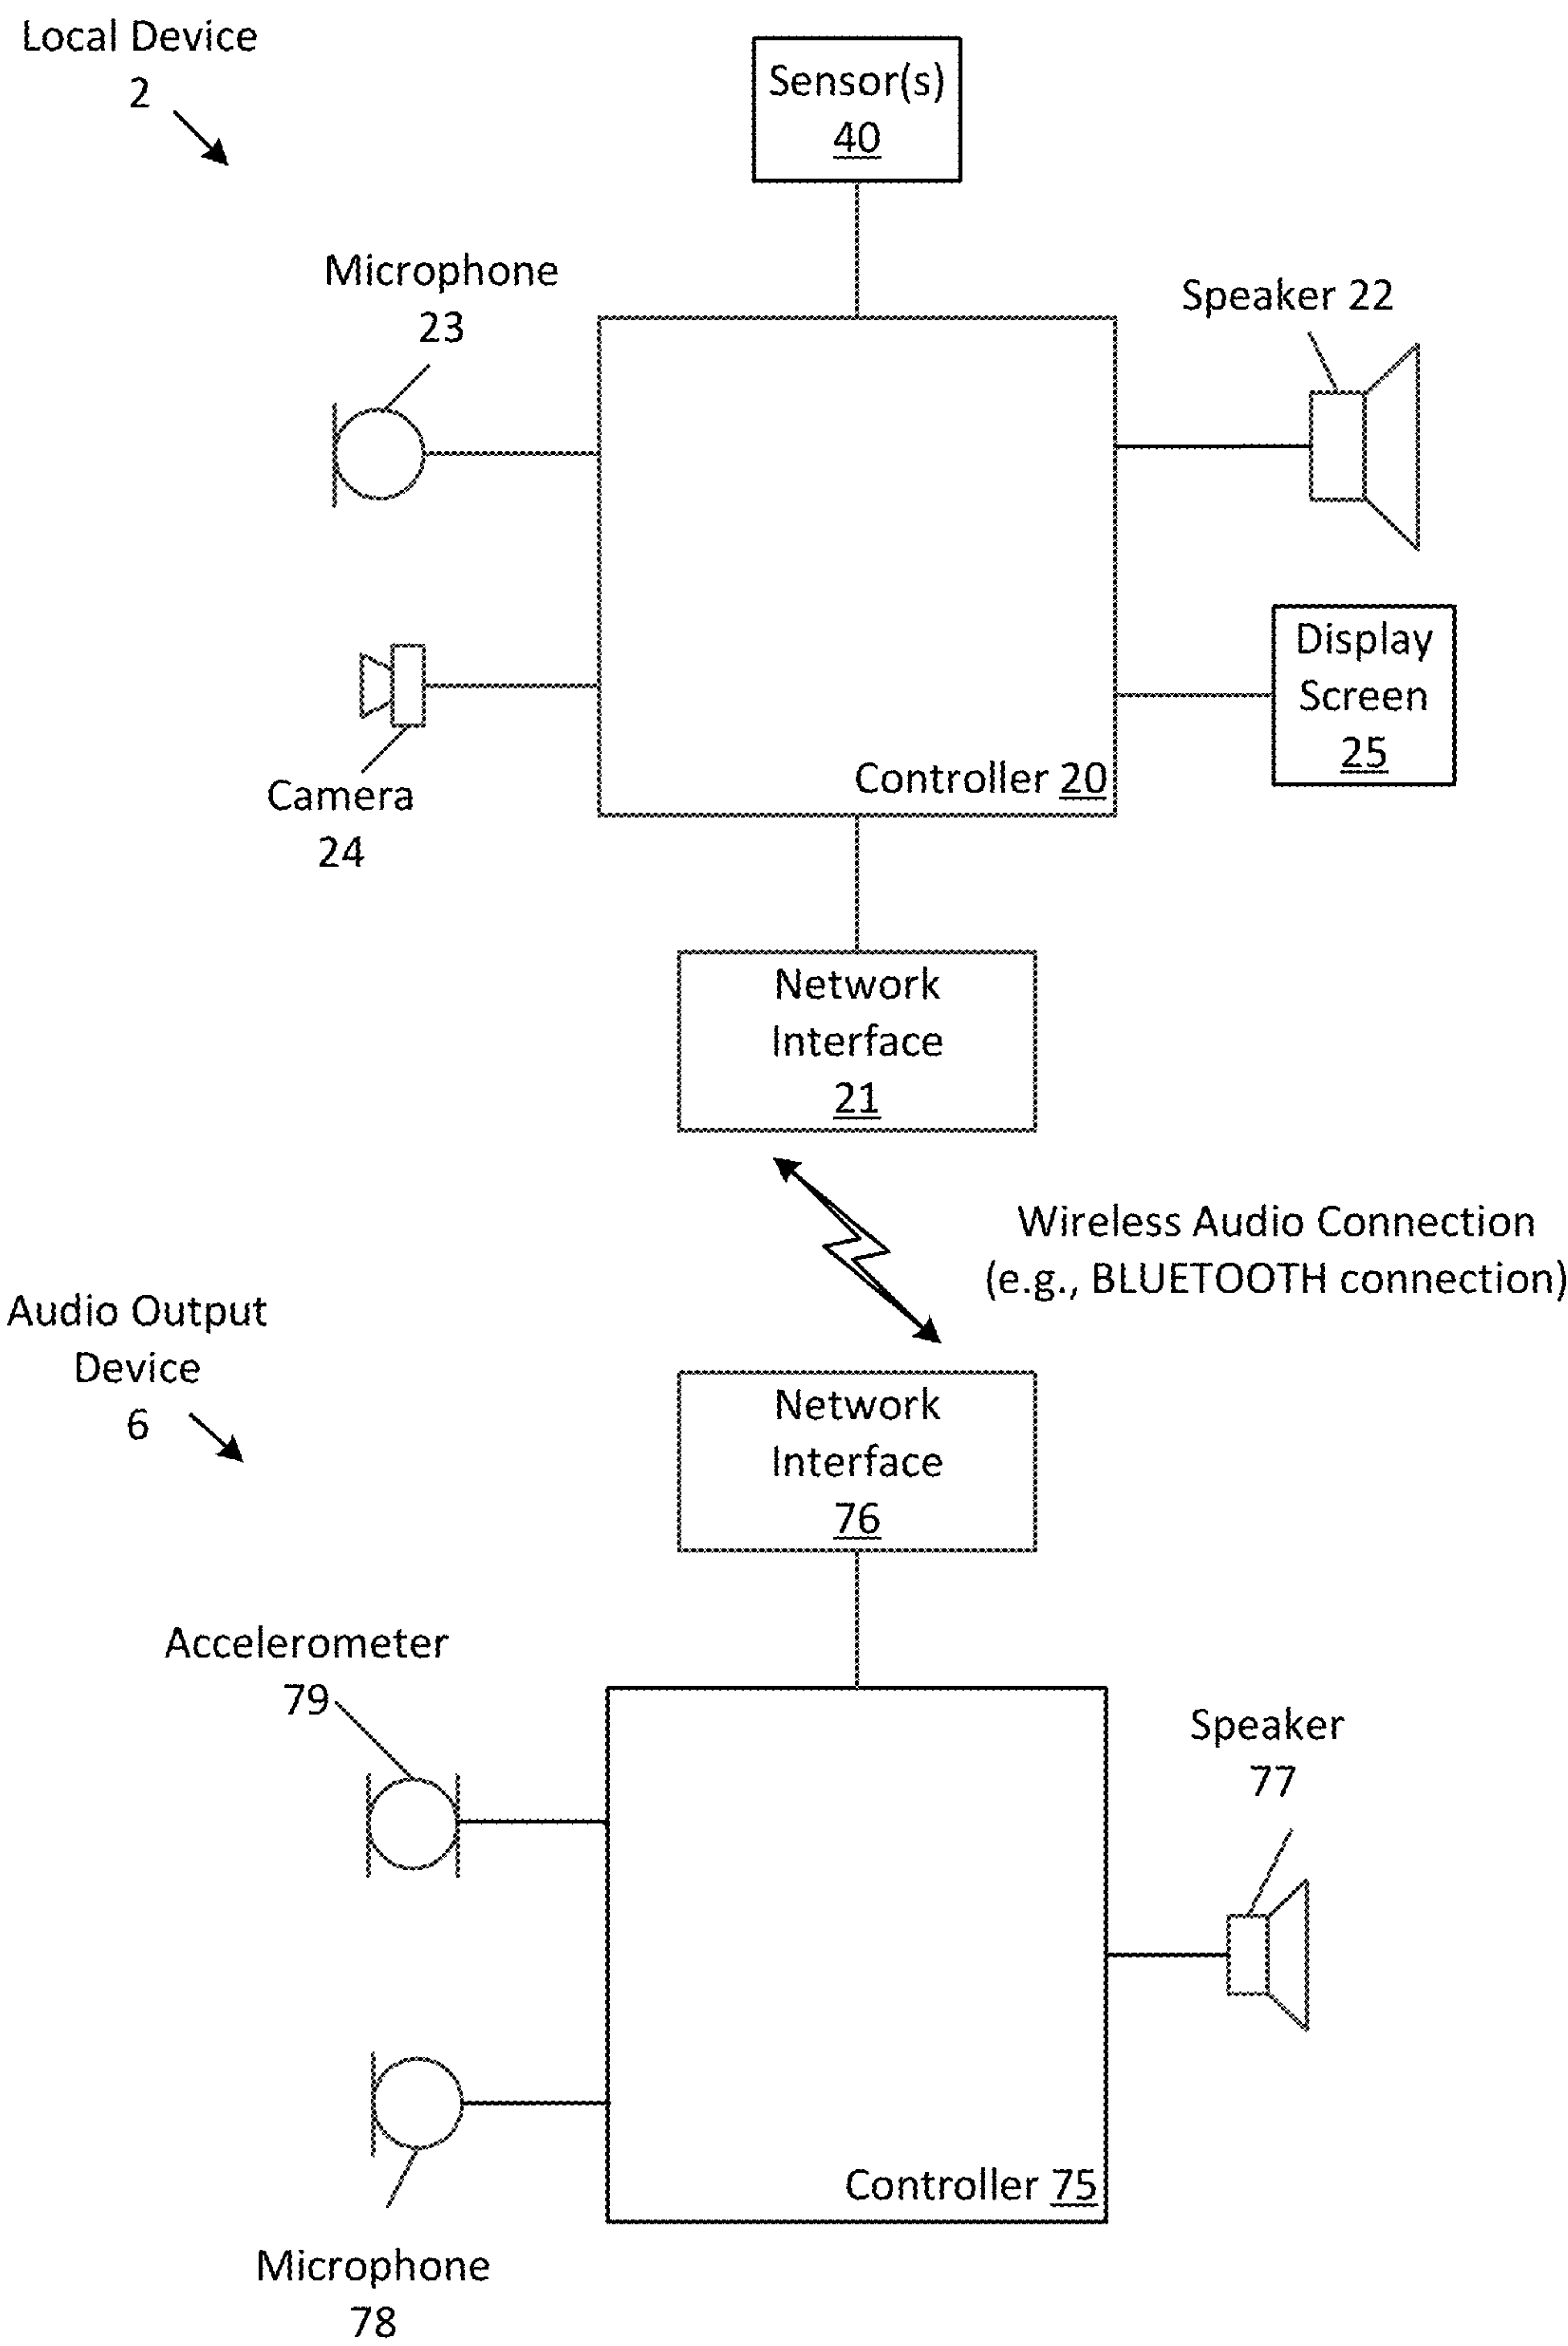 Local Device
2
Sensor(s)
40
Microphone
23
Speaker 22
Camera
24
Display
Screen
25
Controller 20
Network
Interface
21
Wireless Audio Connection
(e.g., BLUETOOTH connection)
Audio Output
Device
6
Network
Interface
76
Accelerometer
79
Speaker
77
Controller 75
Microphone
78